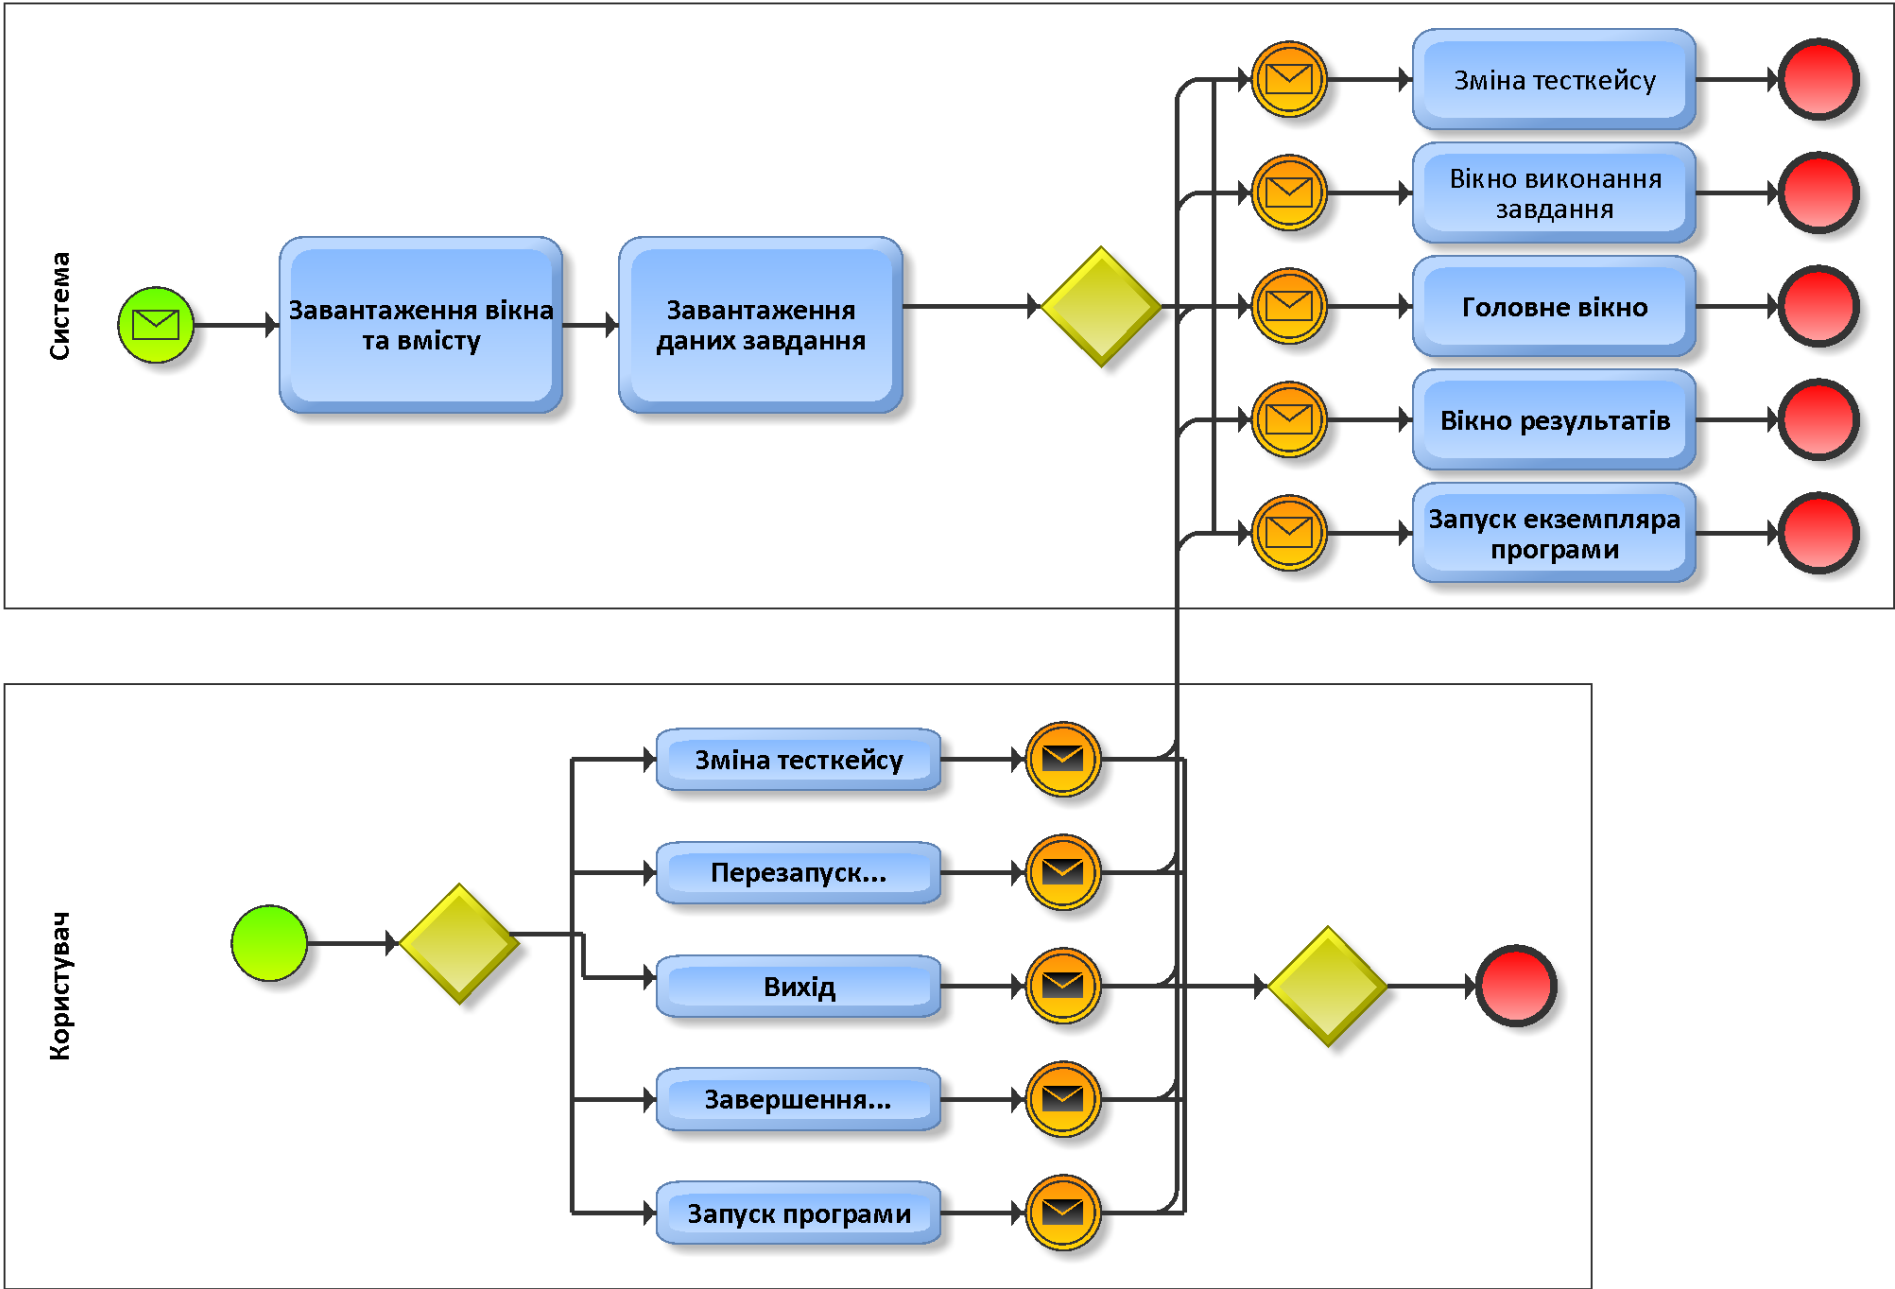 Система
Завантаження вікна
та вмісту
Завантаження
даних завдання
Зміна тесткейсу
Вікно виконання
завдання
Головне вікно
Вікно результатів
Запуск екземпляра
програми
Користувач
Зміна тесткейсу
Перезапуск...
Вихід
Завершення...
Запуск програми